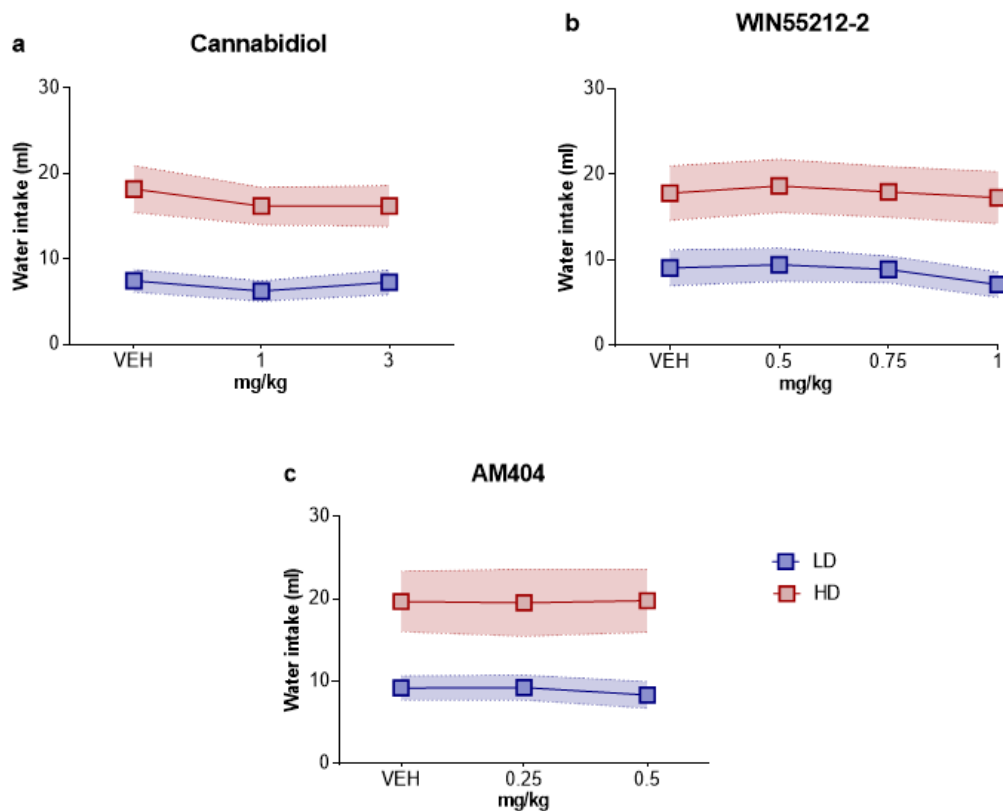 a
Cannabidiol
30
20
10
0
Water intake (ml)
VEH 1 3
mg/kg
b
WIN55212-2
30
20
10
0
Water intake (ml)
VEH 0.5 0.75 1
mg/kg
c
AM404
30
20
10
0
Water intake (ml)
VEH 0.25 0.5
mg/kg
LD
HD